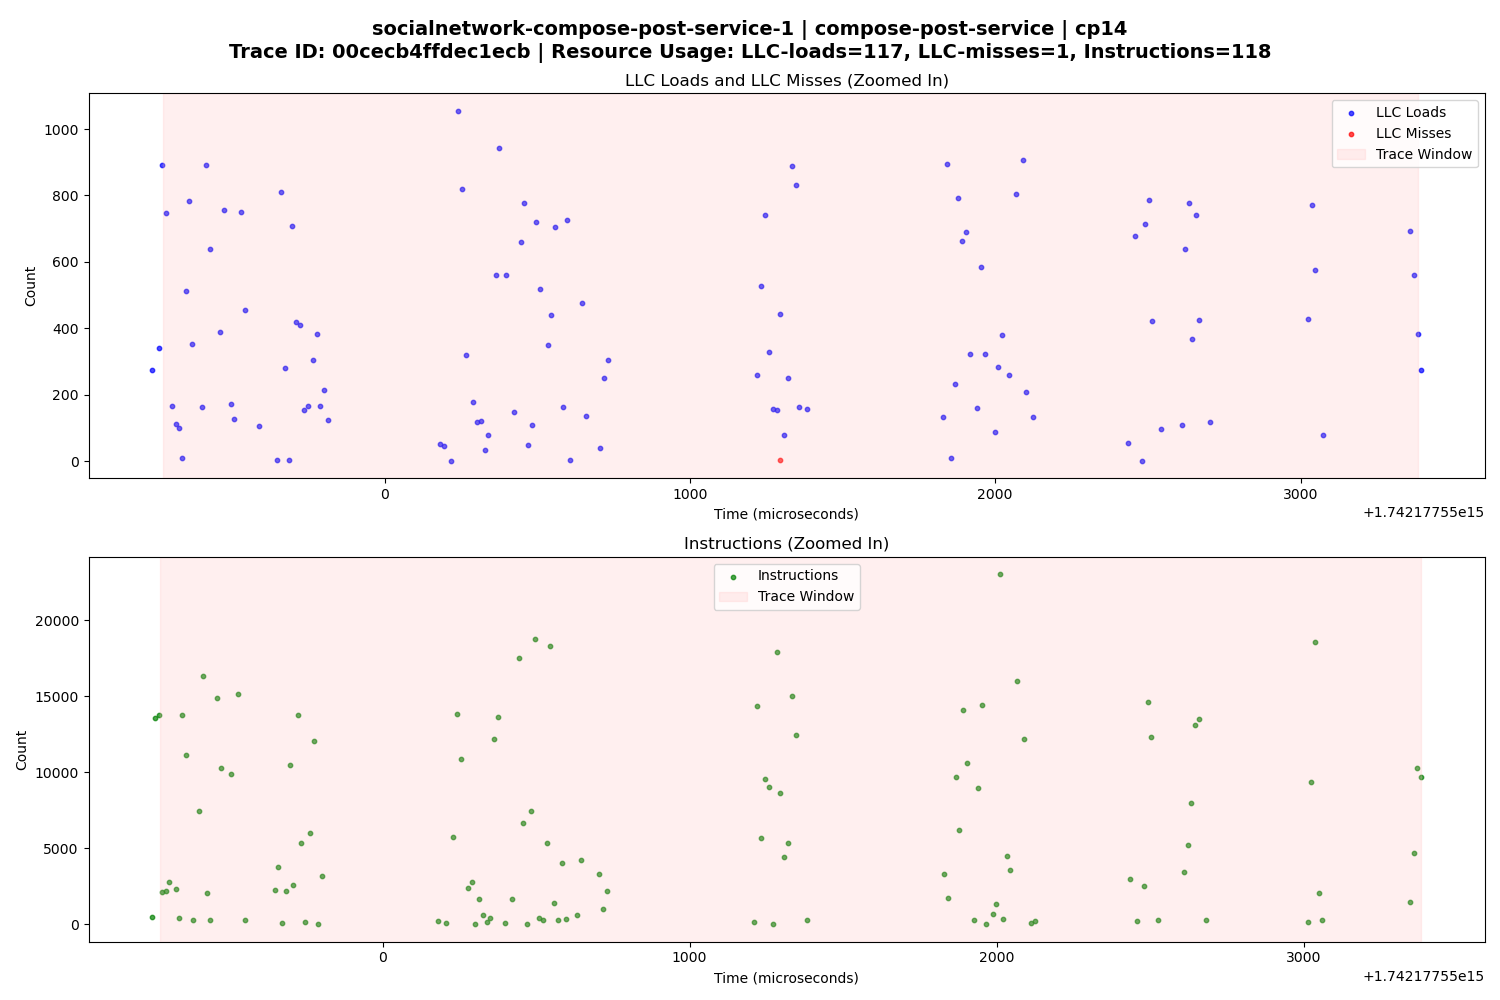 socialnetwork-compose-post-service-1 | compose-post-service | cp14
Trace ID: 00cecb4ffdec1ecb | Resource Usage: LLC-loads=117, LLC-misses=1, Instructions=118
LLC Loads and LLC Misses (Zoomed In)
LLC Loads
LLC Misses
Trace Window
Count
1000
800
600
400
200
0
0 1000 2000 3000
Time (microseconds)
+1.74217755e15
Instructions (Zoomed In)
Instructions
Trace Window
Count
20000
15000
10000
5000
0
0 1000 2000 3000
Time (microseconds)
+1.74217755e15